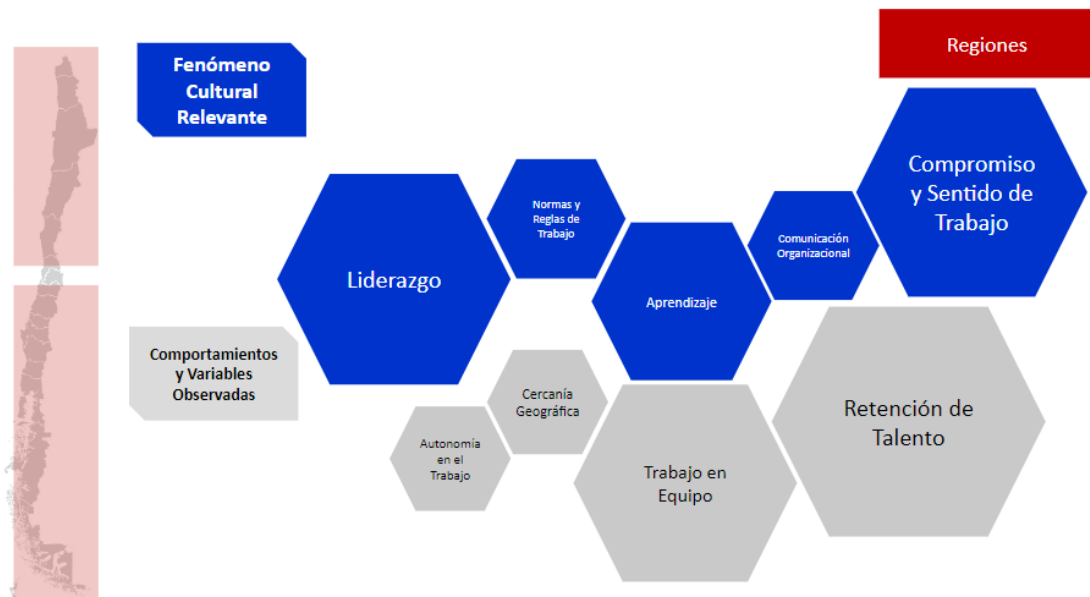 Regiones
Fenómeno
Cultural
Relevante
Compromiso
y Sentido de
Trabajo
Normas y
Reglas de
Trabajo
Comunicación
Organizacional
Liderazgo
Aprendizaje
Comportamientos
y Variables
Observadas
Cercanía
Geográfica
Retención de
Talento
Autonomía
en el
Trabajo
Trabajo en
Equipo